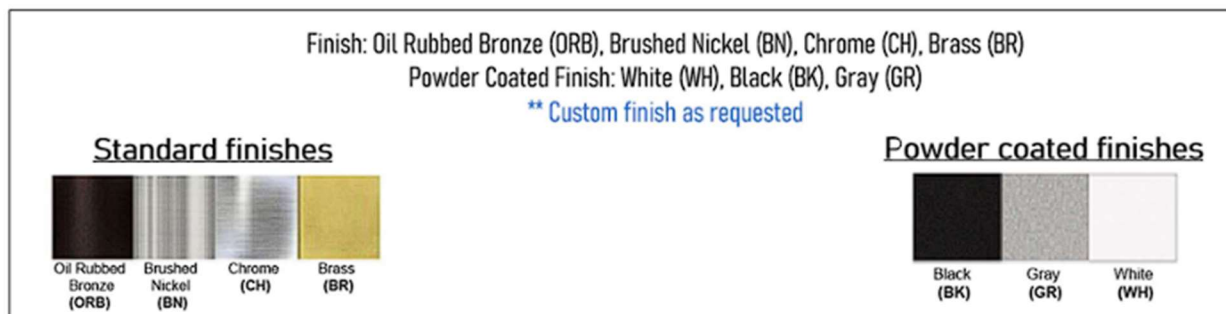 Finish: Oil Rubbed Bronze (ORB), Brushed Nickel (BN), Chrome (CH), Brass (BR)
Powder Coated Finish: White (WH), Black (BK), Gray (GR)
** Custom finish as requested
Standard finishes
Oil Rubbed
Bronze
(ORB)
Brushed
Nickel
(BN)
Chrome
(CH)
Brass
(BR)
Powder coated finishes
Black
(BK)
Gray
(GR)
White
(WH)